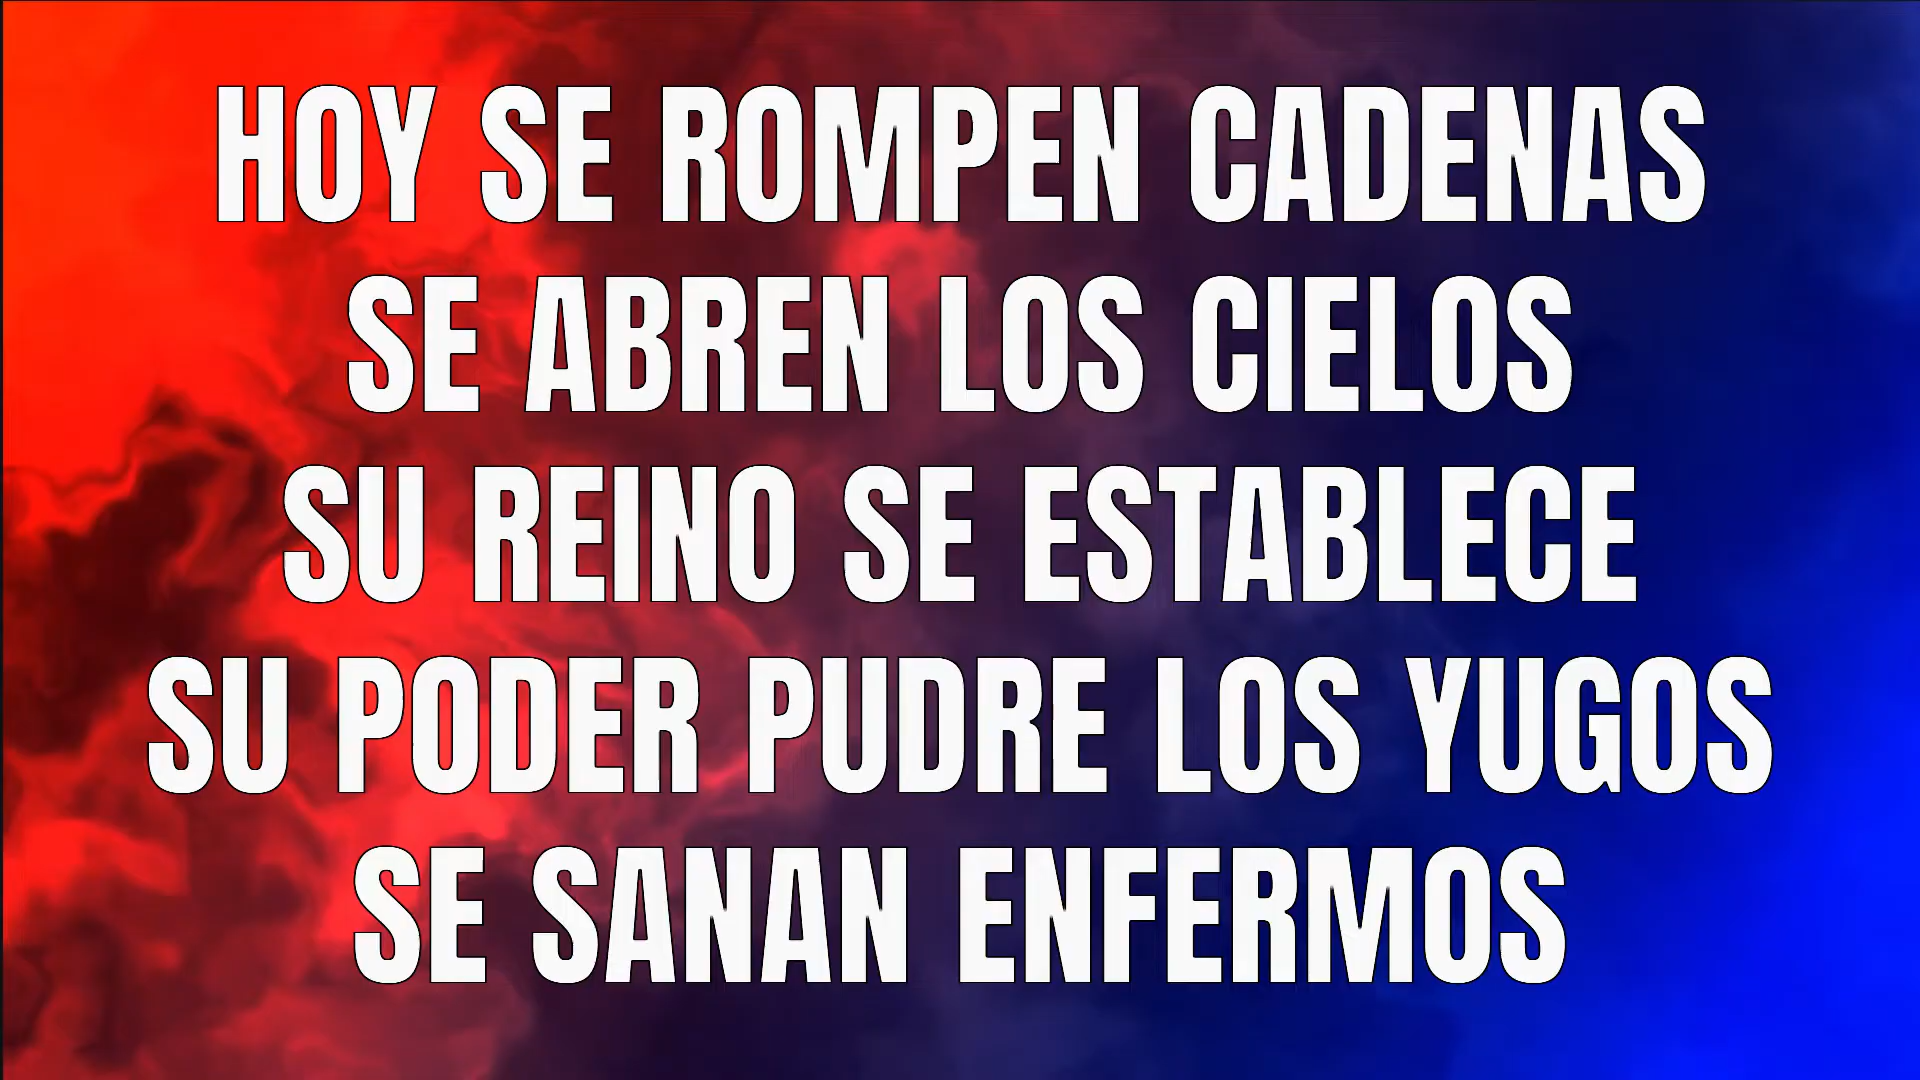 HOY SE ROMPEN CADENAS
SE ABREN LOS CIELOS
SU REINO SE ESTABLECE
SU PODER PUDRE LOS YUGOS
SE SANAN ENFERMOS